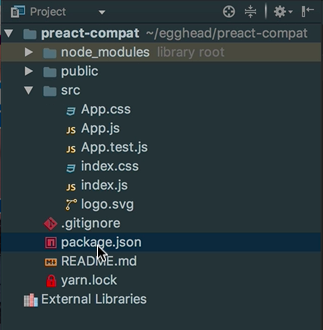 Project
preact-compat ~/egghead/preact-compat
node_modules library root
public
src
App.css
App.js
App.test.js
index.css
index.js
logo.svg
.gitignore
package.json
README.md
yarn.lock
External Libraries